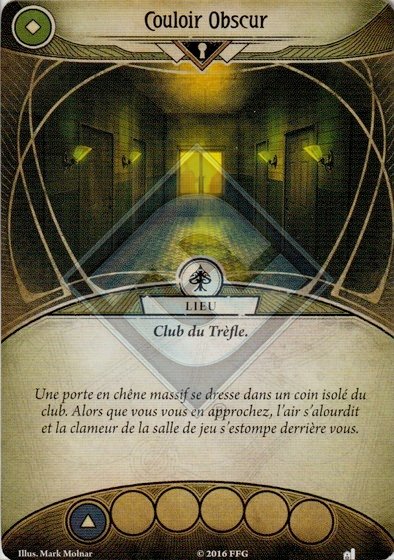 Couloir Obscur
LIEU
Club du Trèfle.
Une porte en chêne massif se dresse dans un coin isolé du
club. Alors que vous vous en approchez, l'air s'alourdit
et la clameur de la salle de jeu s'estompe derrière vous.
Illus. Mark Molnar
© 2016 FFG